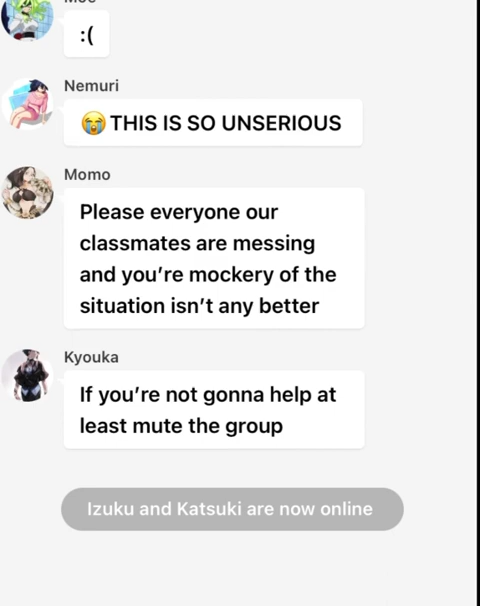 :(
Nemuri
😭THIS IS SO UNSERIOUS
Momo
Please everyone our
classmates are messing
and you're mockery of the
situation isn't any better
Kyouka
If you're not gonna help at
least mute the group
Izuku and Katsuki are now online